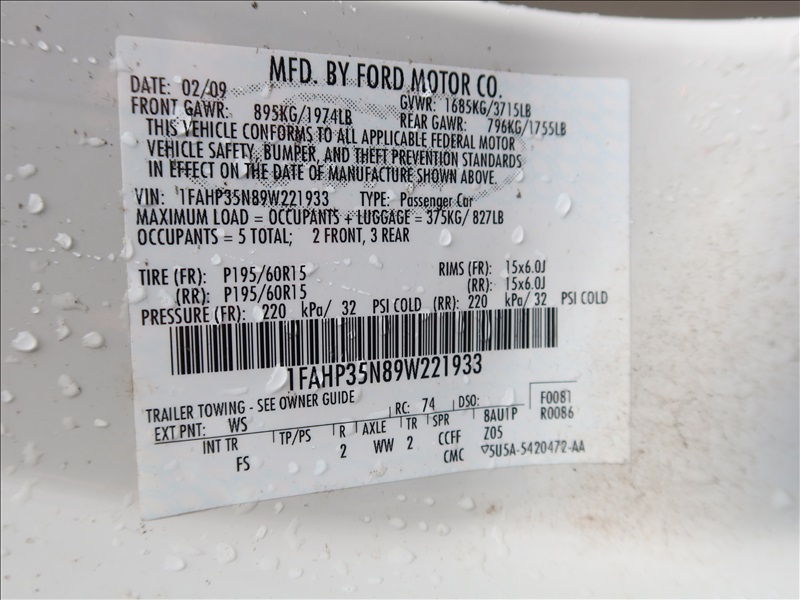 MFD. BY FORD MOTOR CO.
DATE: 02/09 GVWR: 1685KG/3715LB
FRONT GAWR: 895KG/1974LB REAR GAWR: 796KG/1755LB
THIS VEHICLE CONFORMS TO ALL APPLICABLE FEDERAL MOTOR
VEHICLE SAFETY, BUMPER, AND THEFT PREVENTION STANDARDS
IN EFFECT ON THE DATE OF MANUFACTURE SHOWN ABOVE.
VIN: 1FAHP35N89W221933 TYPE: Passenger Car
MAXIMUM LOAD = OCCUPANTS + LUGGAGE = 375KG/ 827LB
OCCUPANTS = 5 TOTAL; 2 FRONT, 3 REAR
TIRE (FR): P195/60R15 RIMS (FR): 15x6.0J
(RR): P195/60R15 (RR): 15x6.0J
PRESSURE (FR): 220 kPa/ 32 PSI COLD (RR): 220 kPa/ 32 PSI COLD
1FAHP35N89W221933
TRAILER TOWING - SEE OWNER GUIDE F0081
EXT PNT: WS RC: 74 DSO: R0086
INT TR TP/PS R AXLE TR SPR 8AU1P
FS 2 WW 2 CCFF Z05
CMC ▽5U5A-5420472-AA